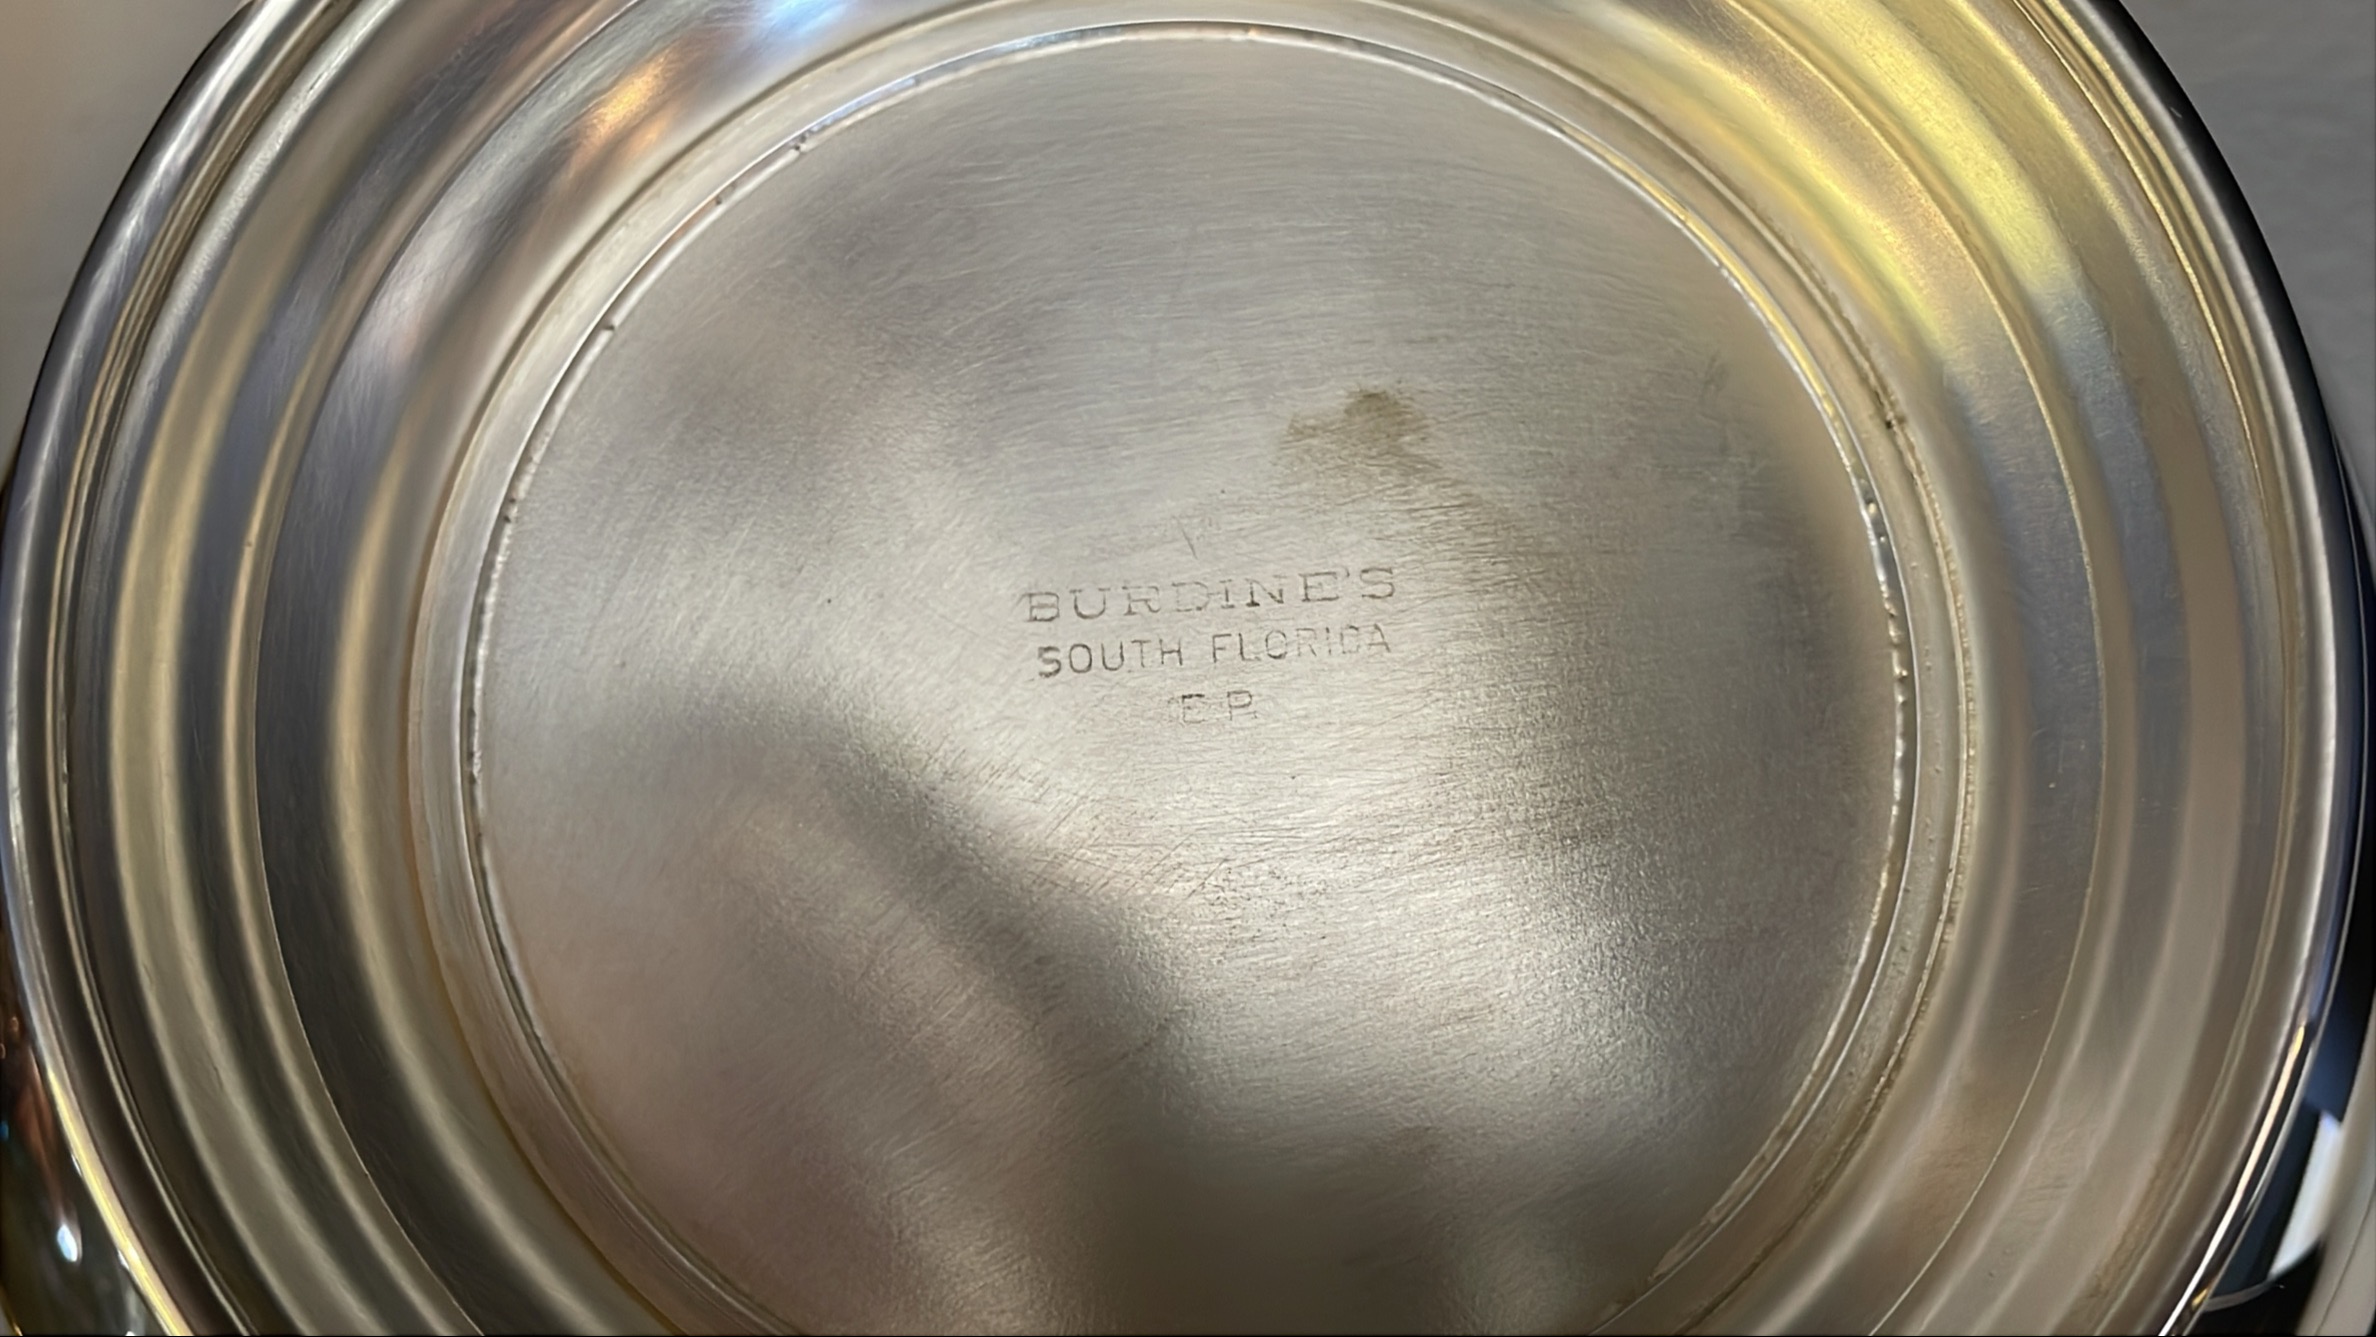 BURDINE'S
SOUTH FLORIDA
E.P.